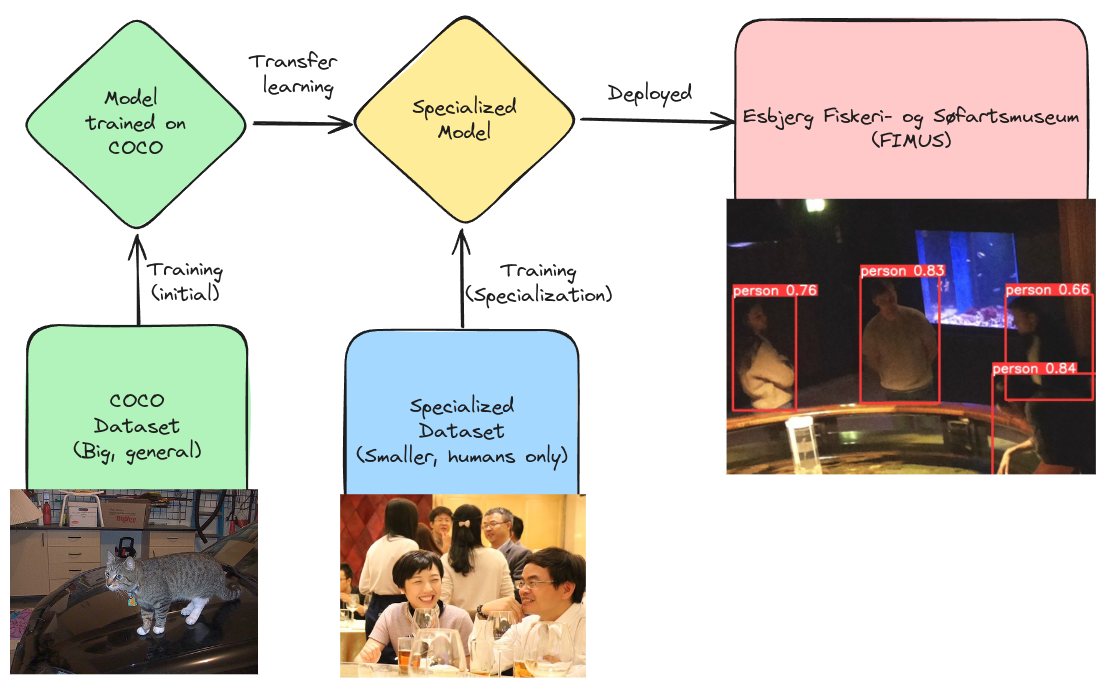 Model
trained on
COCO
Transfer
learning
Specialized
Model
Deployed
Esbjerg Fiskeri- og Søfartsmuseum
(FIMUS)
Training
(initial)
Training
(Specialization)
COCO
Dataset
(Big, general)
Specialized
Dataset
(Smaller, humans only)
person 0.76
person 0.83
person 0.66
person 0.84